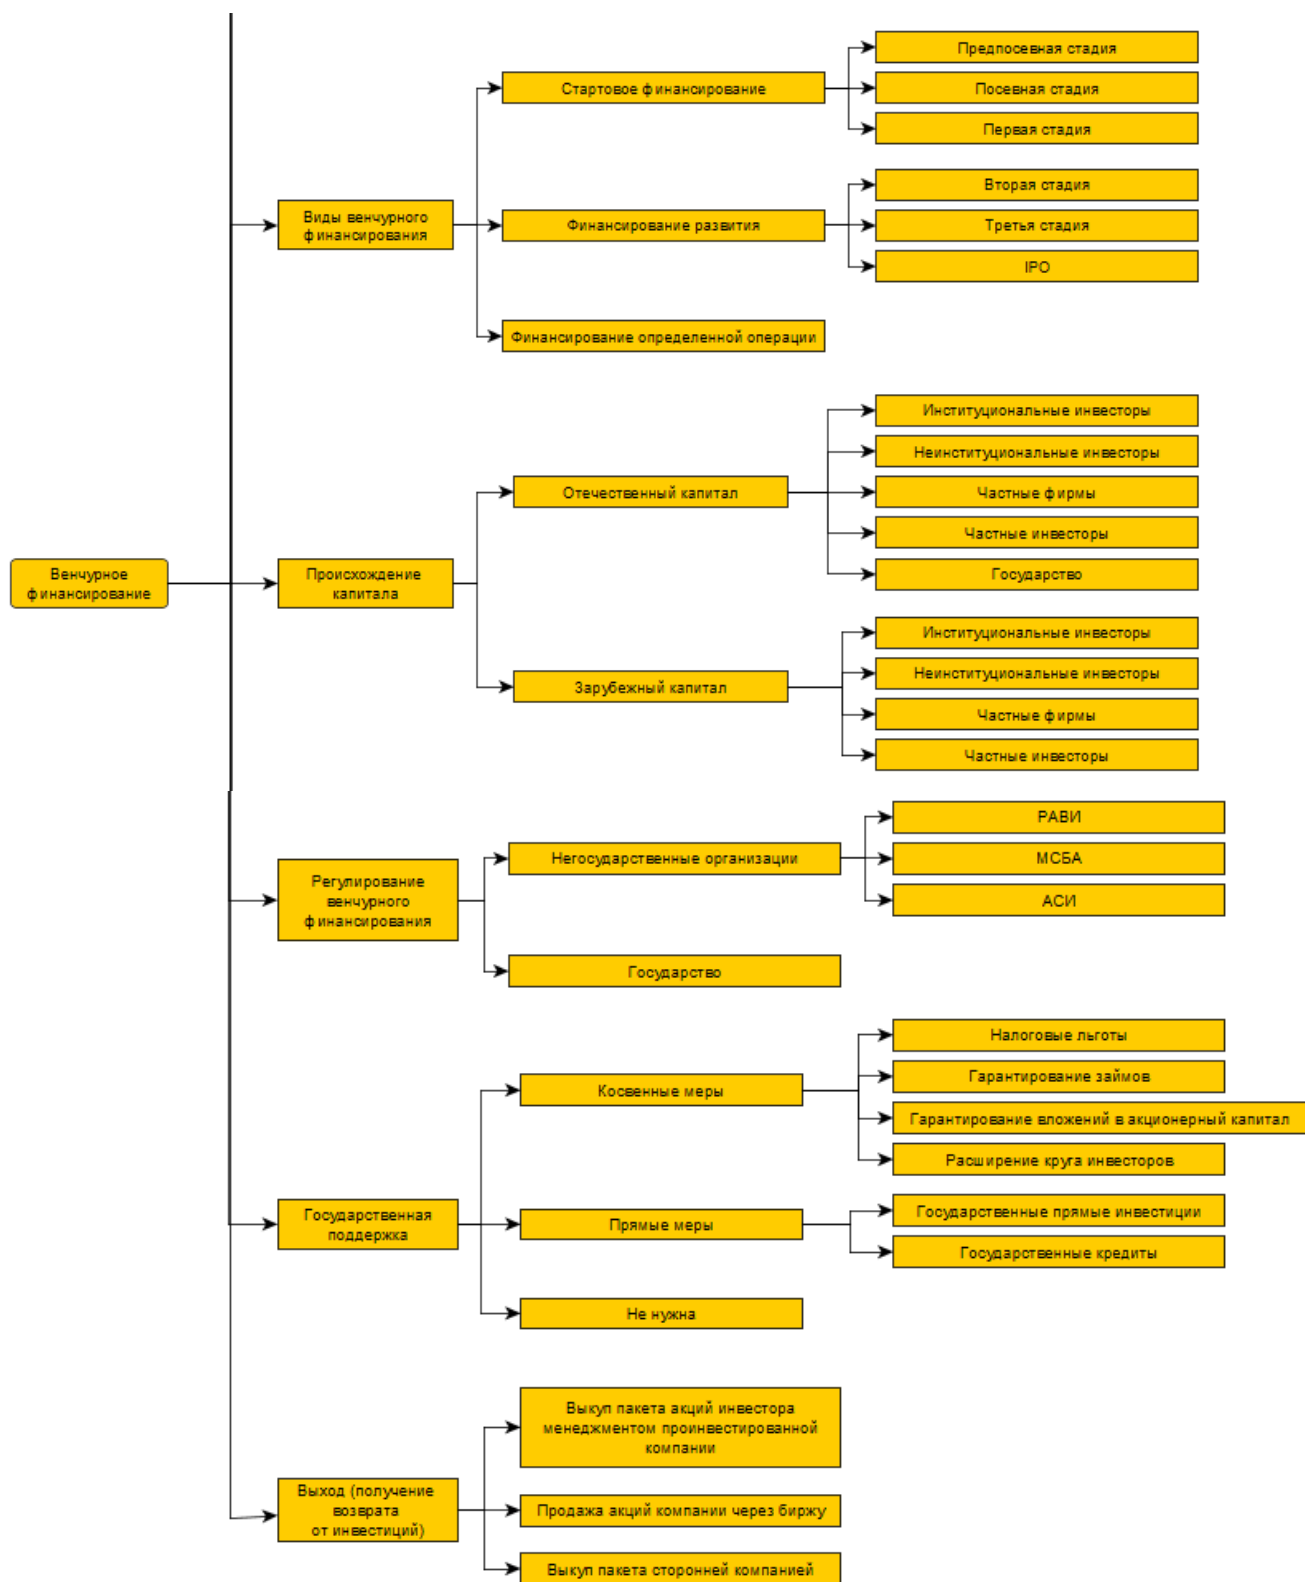 Венчурное
финансирование
Виды венчурного
финансирования
Стартовое финансирование
Предпосевная стадия
Посевная стадия
Первая стадия
Финансирование развития
Вторая стадия
Третья стадия
IPO
Финансирование определенной операции
Происхождение
капитала
Отечественный капитал
Институциональные инвесторы
Неинституциональные инвесторы
Частные фирмы
Частные инвесторы
Государство
Зарубежный капитал
Институциональные инвесторы
Неинституциональные инвесторы
Частные фирмы
Частные инвесторы
Регулирование
венчурного
финансирования
Негосударственные организации
РАВИ
МСБА
АСИ
Государство
Государственная
поддержка
Косвенные меры
Налоговые льготы
Гарантирование займов
Гарантирование вложений в акционерный капитал
Расширение круга инвесторов
Прямые меры
Государственные прямые инвестиции
Государственные кредиты
Не нужна
Выход (получение
возврата
от инвестиций)
Выкуп пакета акций инвестора
менеджментом проинвестированной
компании
Продажа акций компании через биржу
Выкуп пакета сторонней компанией